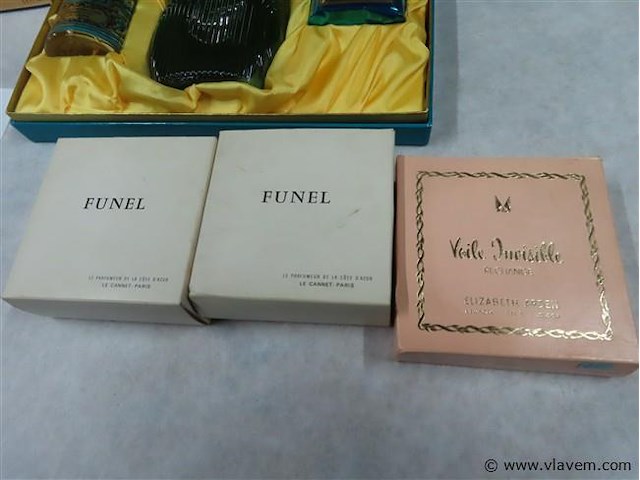 FUNEL
LE PARFUMEUR DE LA CÔTE D'AZUR
LE CANNET-PARIS
FUNEL
LE PARFUMEUR DE LA CÔTE D'AZUR
LE CANNET-PARIS
Voile Invisible
ELIZABETH ARDEN
© www.vlavem.com